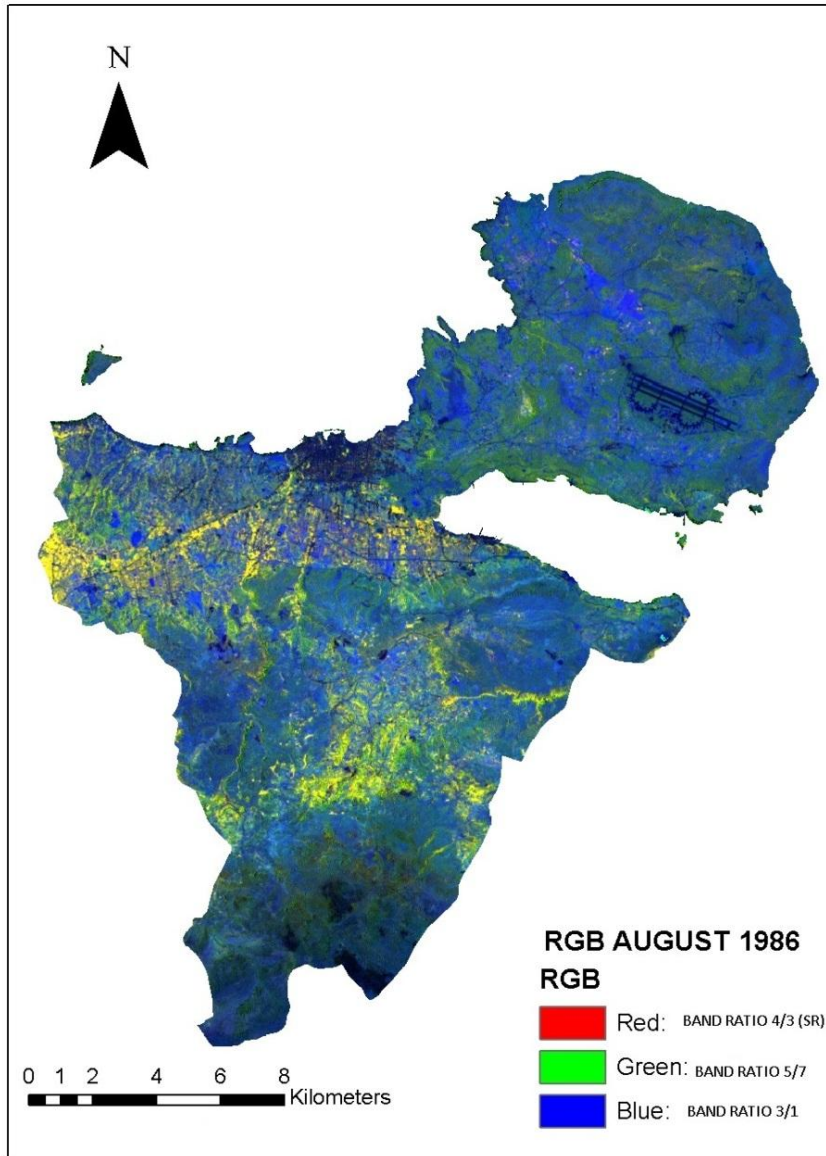 N
RGB AUGUST 1986
RGB
Red: BAND RATIO 4/3 (SR)
Green: BAND RATIO 5/7
Blue: BAND RATIO 3/1
0 1 2 4 6 8
Kilometers